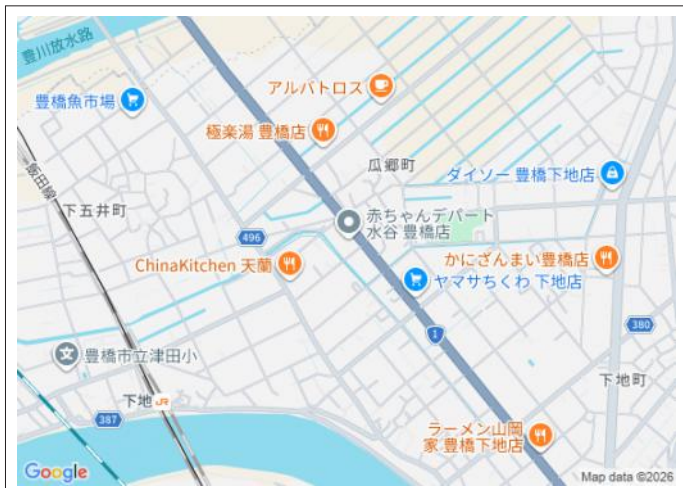 豊川放水路
アルバトロス
豊橋魚市場
極楽湯 豊橋店
瓜郷町
ダイソー 豊橋下地店
飯田線
下五井町
赤ちゃんデパート
水谷 豊橋店
496
ChinaKitchen 天蘭
かにざんまい豊橋店
ヤマサちくわ 下地店
1
380
豊橋市立津田小
下地町
下地 JR
387
ラーメン山岡
家 豊橋下地店
Google
Map data ©2026